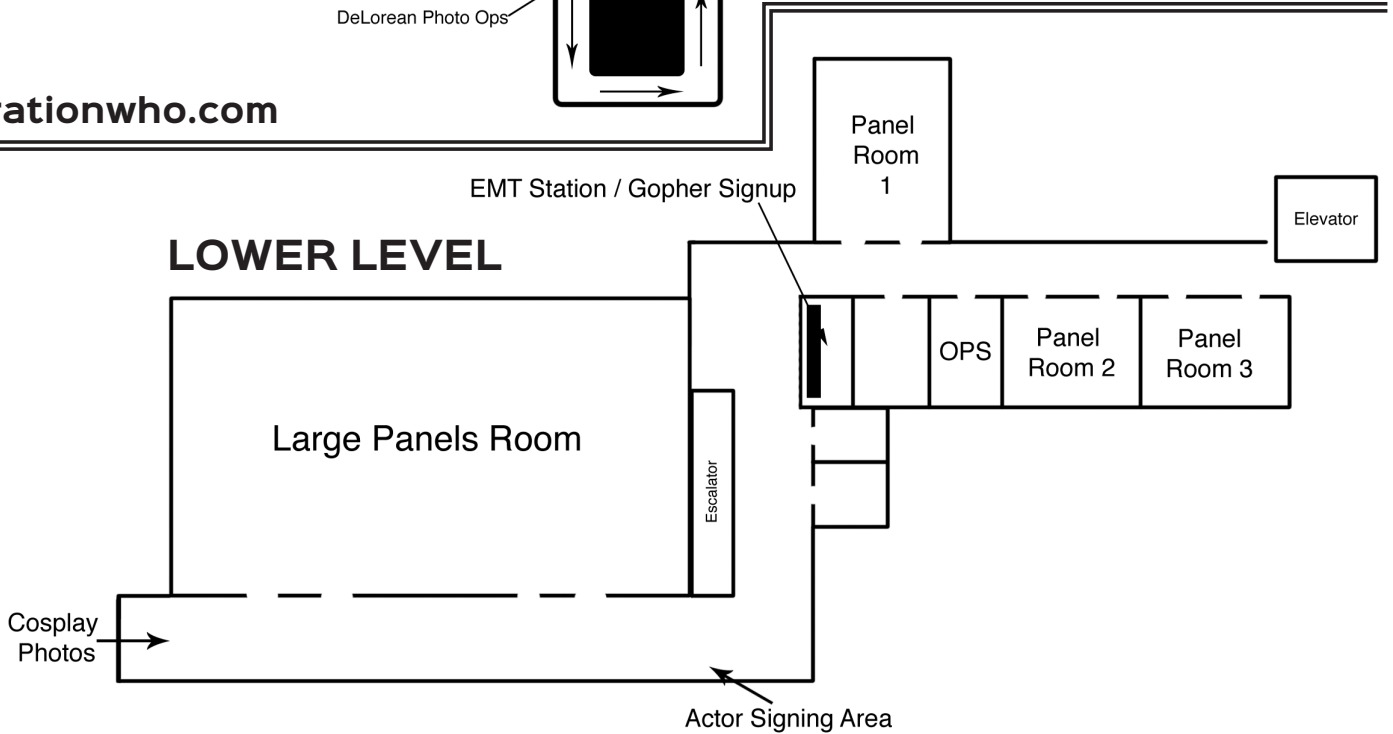 DeLorean Photo Ops
ationwho.com
Panel
Room
1
EMT Station / Gopher Signup
Elevator
LOWER LEVEL
OPS
Panel
Room 2
Panel
Room 3
Large Panels Room
Escalator
Cosplay
Photos
Actor Signing Area